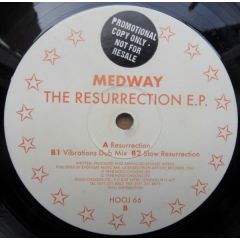 PROMOTIONAL
COPY ONLY -
NOT FOR
RESALE
MEDWAY
THE RESURRECTION E.P.
A Resurrection
B1 Vibrations Dub Mix B2 Slow Resurrection
HOOJ 66
B